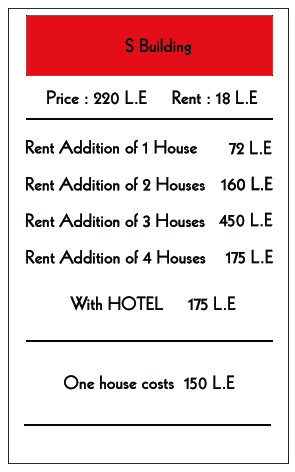 S Building
Price : 220 L.E Rent : 18 L.E
Rent Addition of 1 House 72 L.E
Rent Addition of 2 Houses 160 L.E
Rent Addition of 3 Houses 450 L.E
Rent Addition of 4 Houses 175 L.E
With HOTEL 175 L.E
One house costs 150 L.E